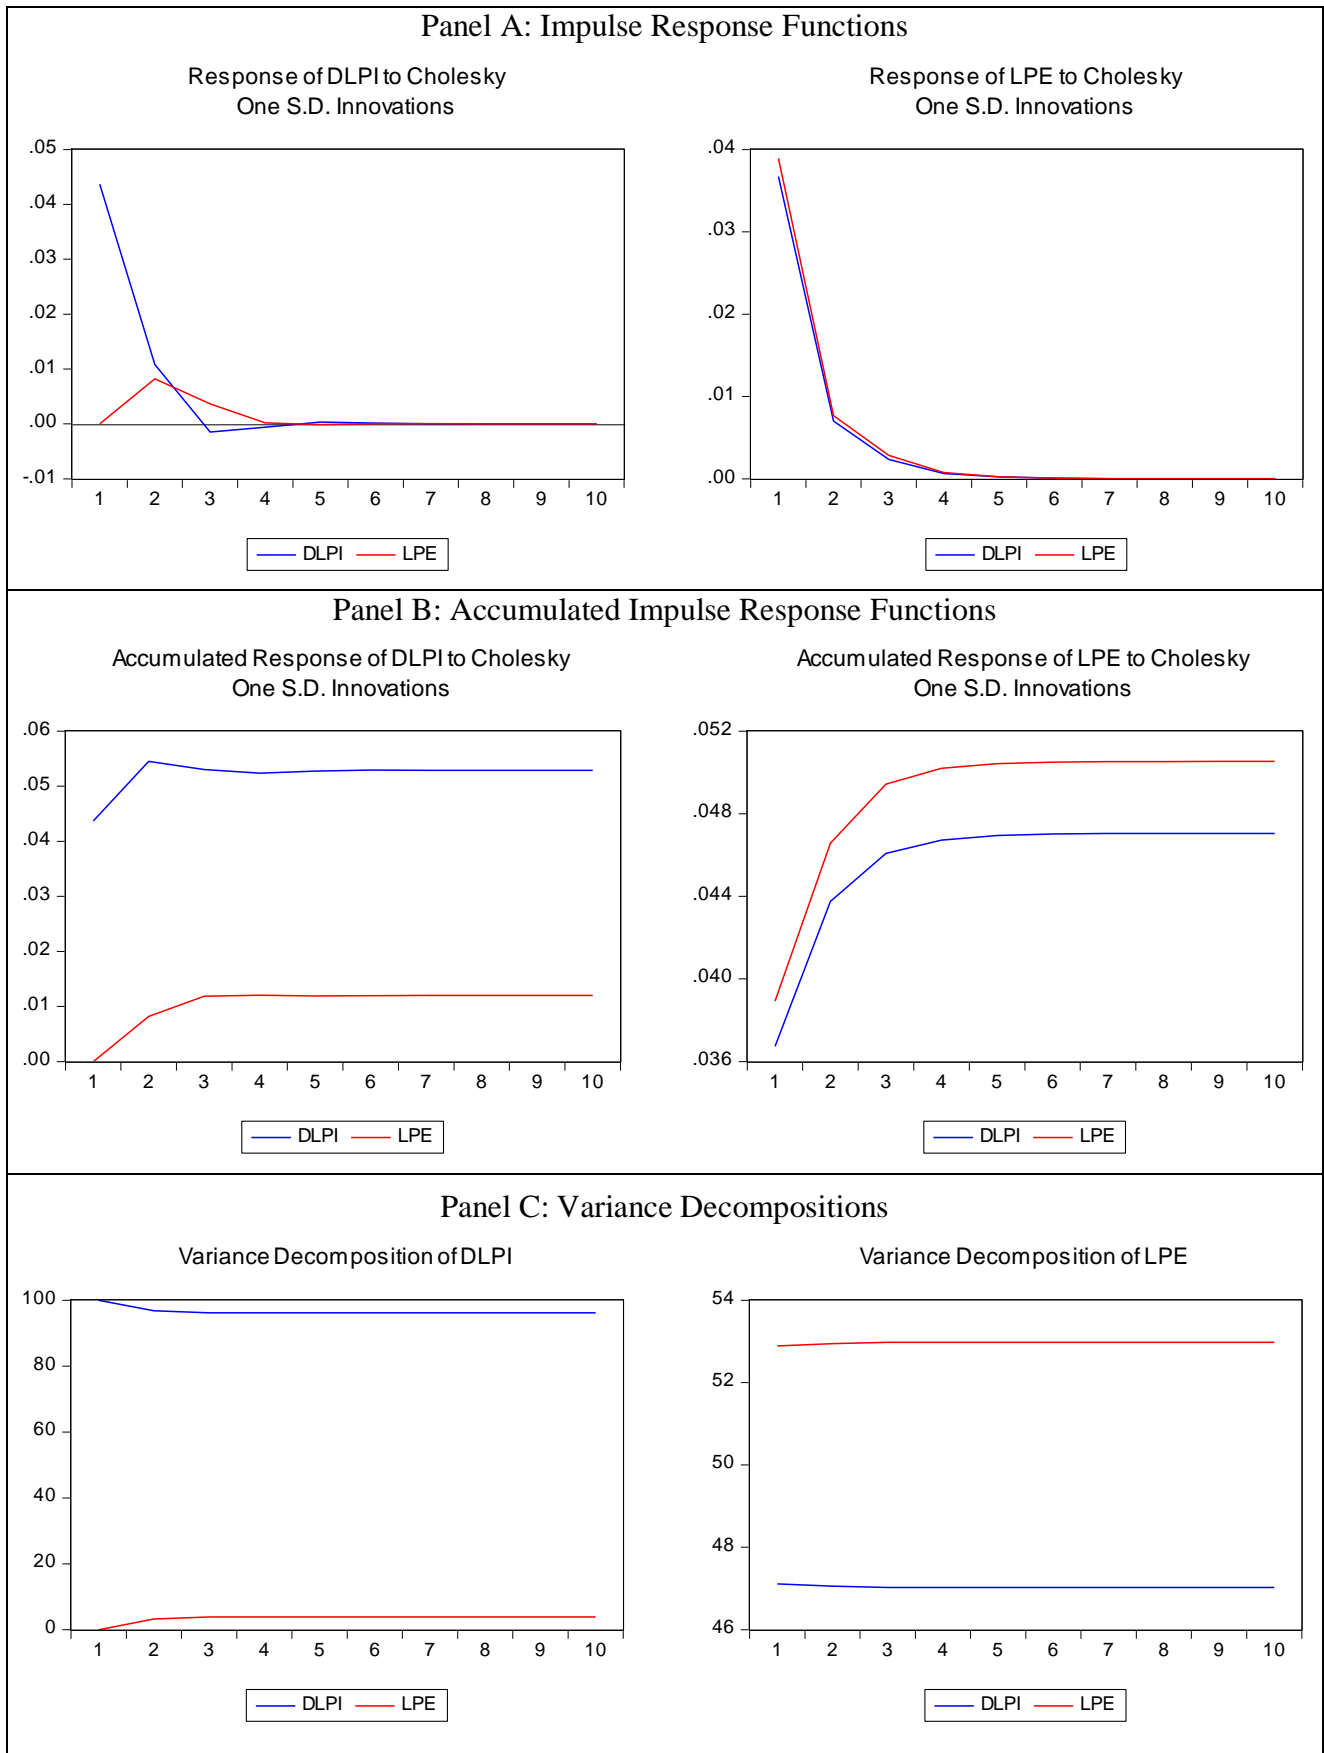 Panel A: Impulse Response Functions
Response of DLPI to Cholesky
One S.D. Innovations
.05
.04
.03
.02
.01
.00
-.01
1 2 3 4 5 6 7 8 9 10
DLPI LPE
Response of LPE to Cholesky
One S.D. Innovations
.04
.03
.02
.01
.00
1 2 3 4 5 6 7 8 9 10
DLPI LPE
Panel B: Accumulated Impulse Response Functions
Accumulated Response of DLPI to Cholesky
One S.D. Innovations
.06
.05
.04
.03
.02
.01
.00
1 2 3 4 5 6 7 8 9 10
DLPI LPE
Accumulated Response of LPE to Cholesky
One S.D. Innovations
.052
.048
.044
.040
.036
1 2 3 4 5 6 7 8 9 10
DLPI LPE
Panel C: Variance Decompositions
Variance Decomposition of DLPI
100
80
60
40
20
0
1 2 3 4 5 6 7 8 9 10
DLPI LPE
Variance Decomposition of LPE
54
52
50
48
46
1 2 3 4 5 6 7 8 9 10
DLPI LPE